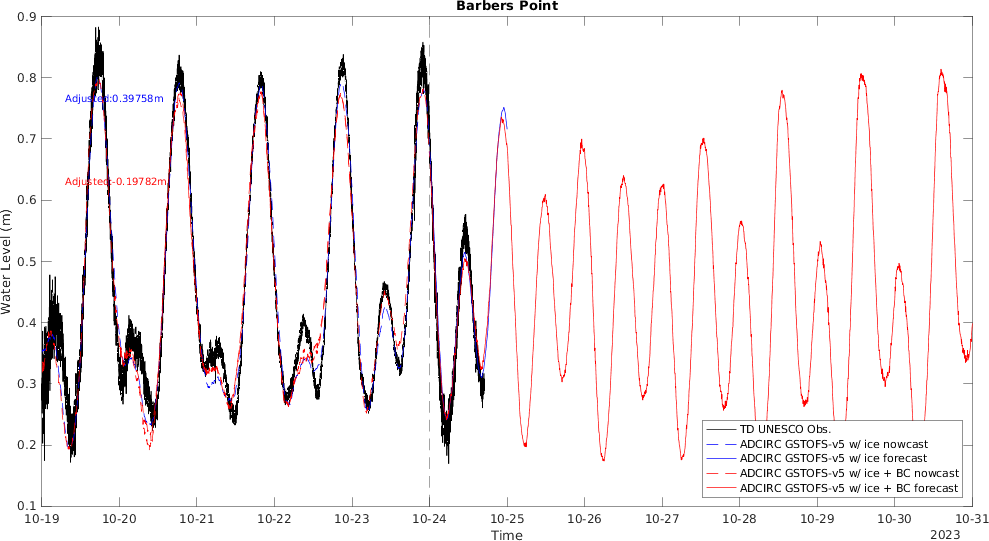 Barbers Point
0.9
0.8
Adjusted:0.39758m
0.7
Adjusted:-0.19782m
0.6
Water Level (m)
0.5
0.4
0.3
TD UNESCO Obs.
ADCIRC GSTOFS-v5 w/ ice nowcast
0.2
ADCIRC GSTOFS-v5 w/ ice forecast
ADCIRC GSTOFS-v5 w/ ice + BC nowcast
ADCIRC GSTOFS-v5 w/ ice + BC forecast
0.1
10-19 10-20 10-21 10-22 10-23 10-24 10-25 10-26 10-27 10-28 10-29 10-30 10-31
Time
2023